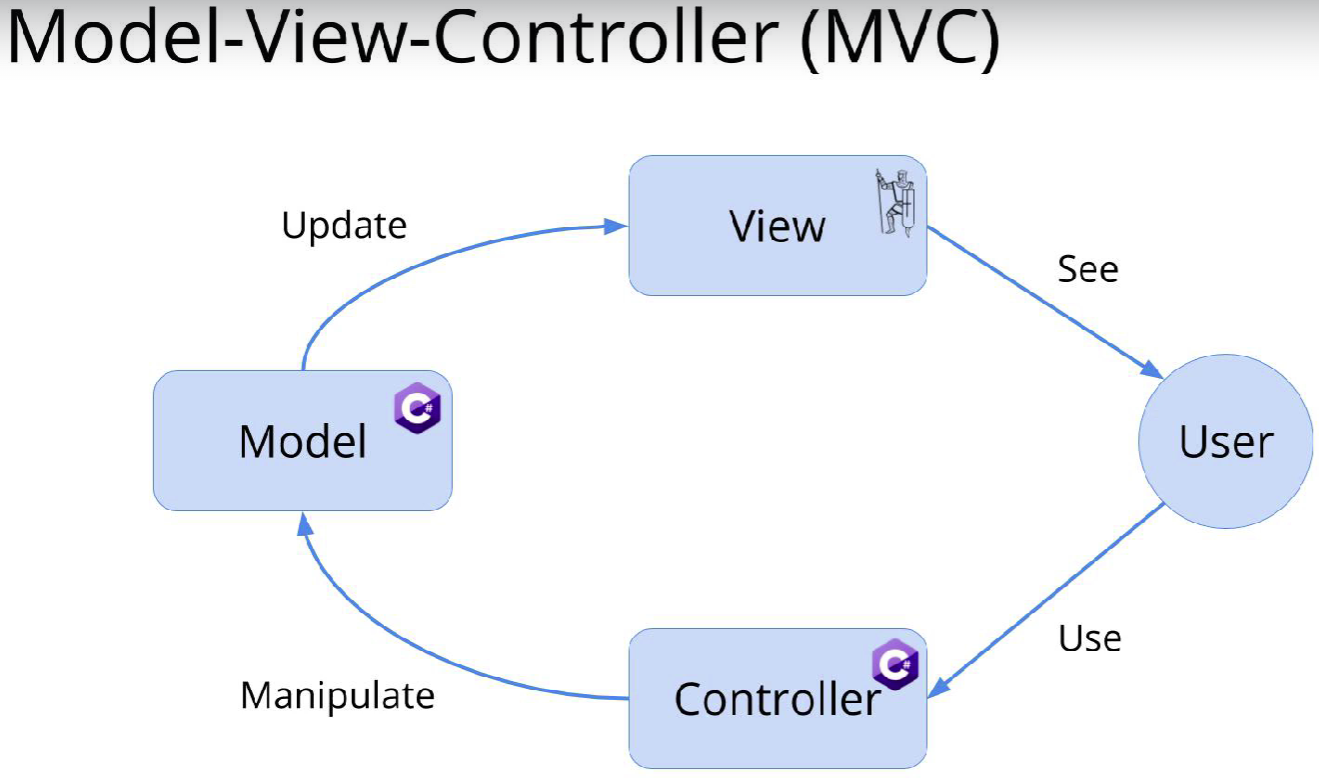 Model-View-Controller (MVC)
Update
View
See
Model
C#
User
Use
Manipulate
Controller
C#